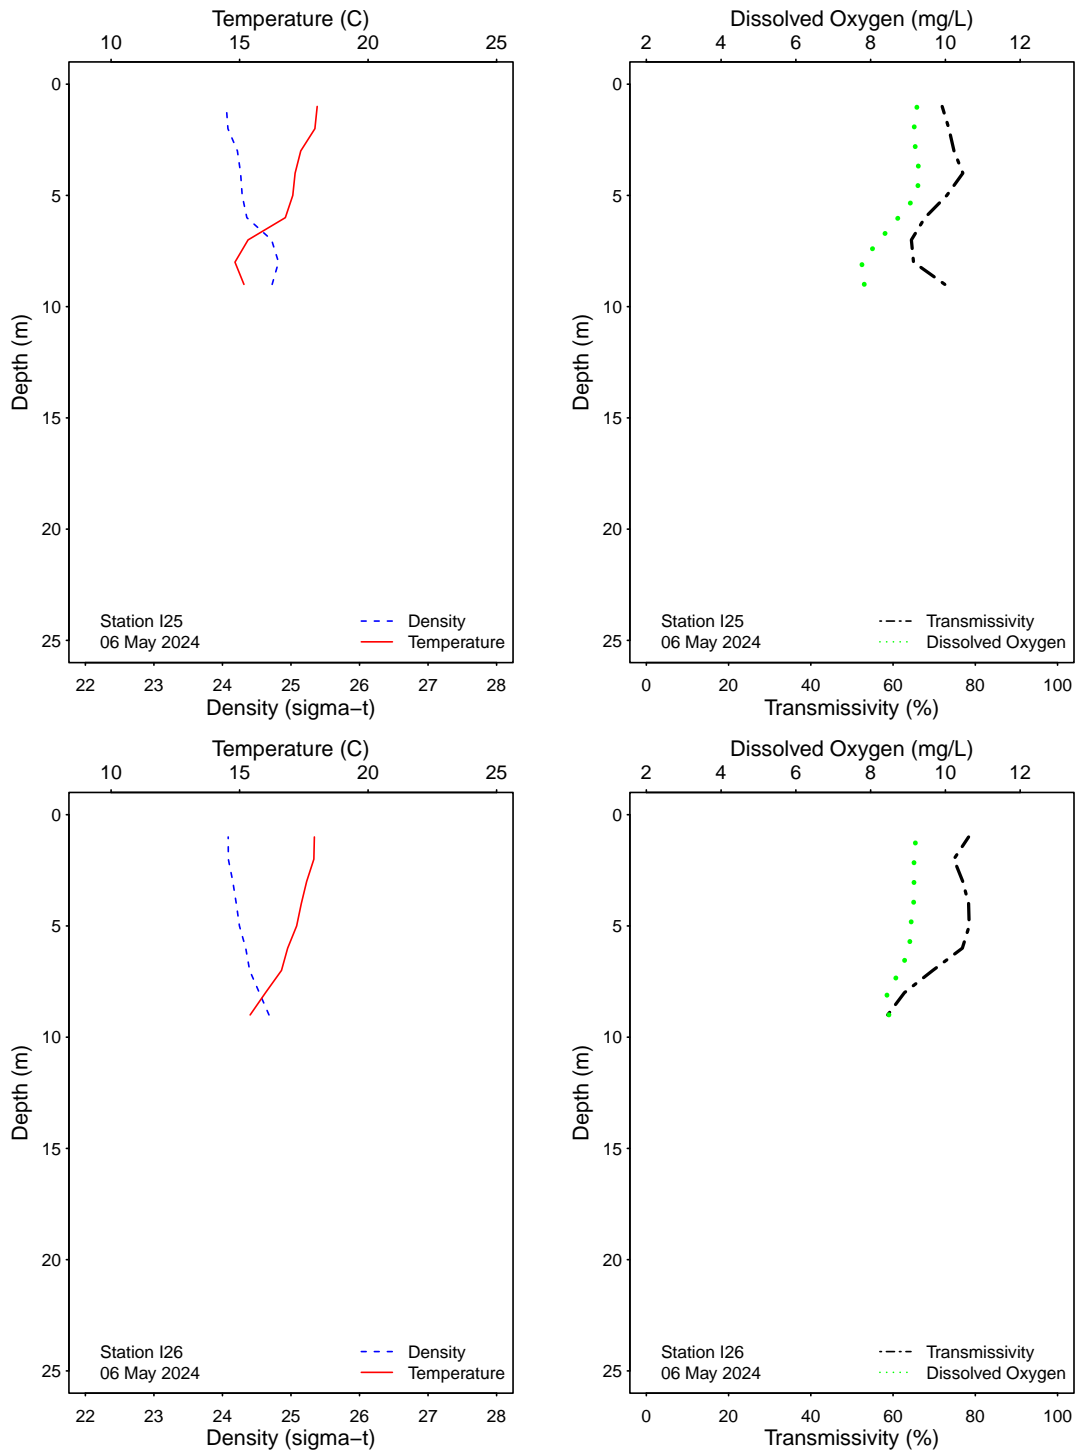 Temperature (C)
10 15 20 25
Depth (m)
0
5
10
15
20
25
Station I25
06 May 2024
Density
Temperature
22 23 24 25 26 27 28
Density (sigma−t)
Dissolved Oxygen (mg/L)
2 4 6 8 10 12
Depth (m)
0
5
10
15
20
25
Station I25
06 May 2024
Transmissivity
Dissolved Oxygen
0 20 40 60 80 100
Transmissivity (%)
Temperature (C)
10 15 20 25
Depth (m)
0
5
10
15
20
25
Station I26
06 May 2024
Density
Temperature
22 23 24 25 26 27 28
Density (sigma−t)
Dissolved Oxygen (mg/L)
2 4 6 8 10 12
Depth (m)
0
5
10
15
20
25
Station I26
06 May 2024
Transmissivity
Dissolved Oxygen
0 20 40 60 80 100
Transmissivity (%)